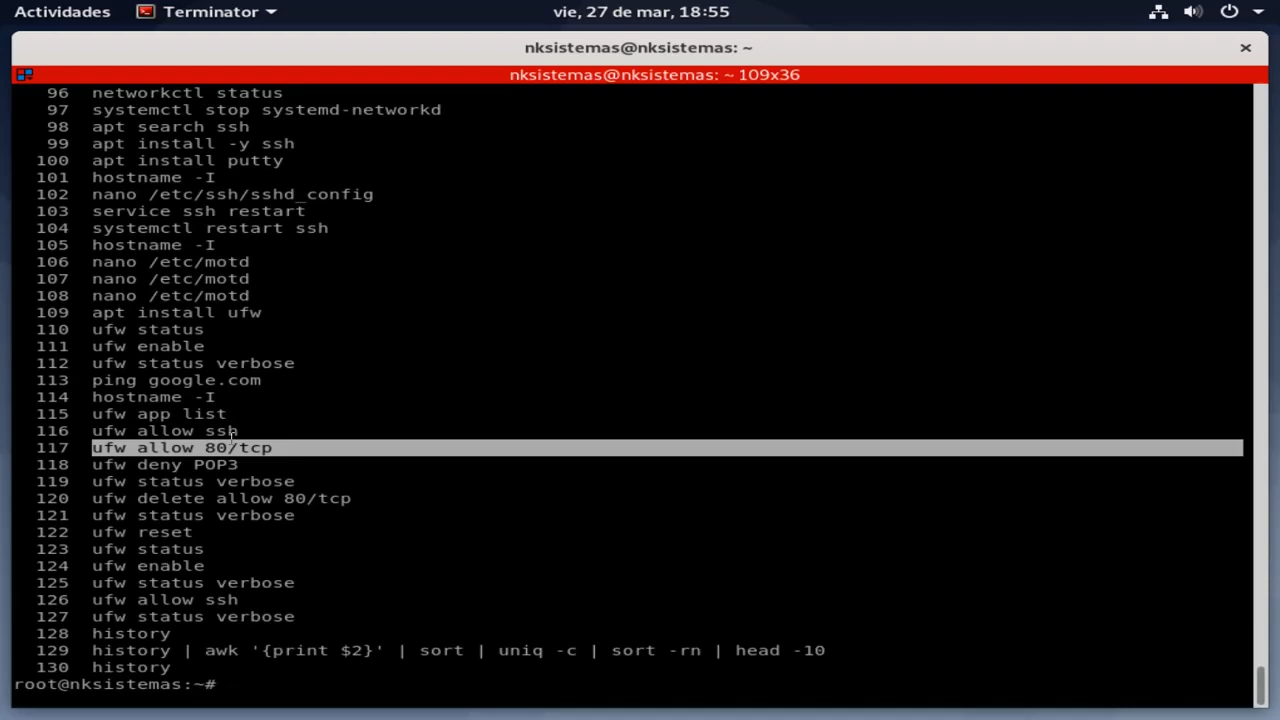 Actividades Terminator vie, 27 de mar, 18:55
nksistemas@nksistemas: ~
nksistemas@nksistemas: ~ 109x36
96 networkctl status
97 systemctl stop systemd-networkd
98 apt search ssh
99 apt install -y ssh
100 apt install putty
101 hostname -I
102 nano /etc/ssh/sshd_config
103 service ssh restart
104 systemctl restart ssh
105 hostname -I
106 nano /etc/motd
107 nano /etc/motd
108 nano /etc/motd
109 apt install ufw
110 ufw status
111 ufw enable
112 ufw status verbose
113 ping google.com
114 hostname -I
115 ufw app list
116 ufw allow ssh
117 ufw allow 80/tcp
118 ufw deny POP3
119 ufw status verbose
120 ufw delete allow 80/tcp
121 ufw status verbose
122 ufw reset
123 ufw status
124 ufw enable
125 ufw status verbose
126 ufw allow ssh
127 ufw status verbose
128 history
129 history | awk '{print $2}' | sort | uniq -c | sort -rn | head -10
130 history
root@nksistemas:~#